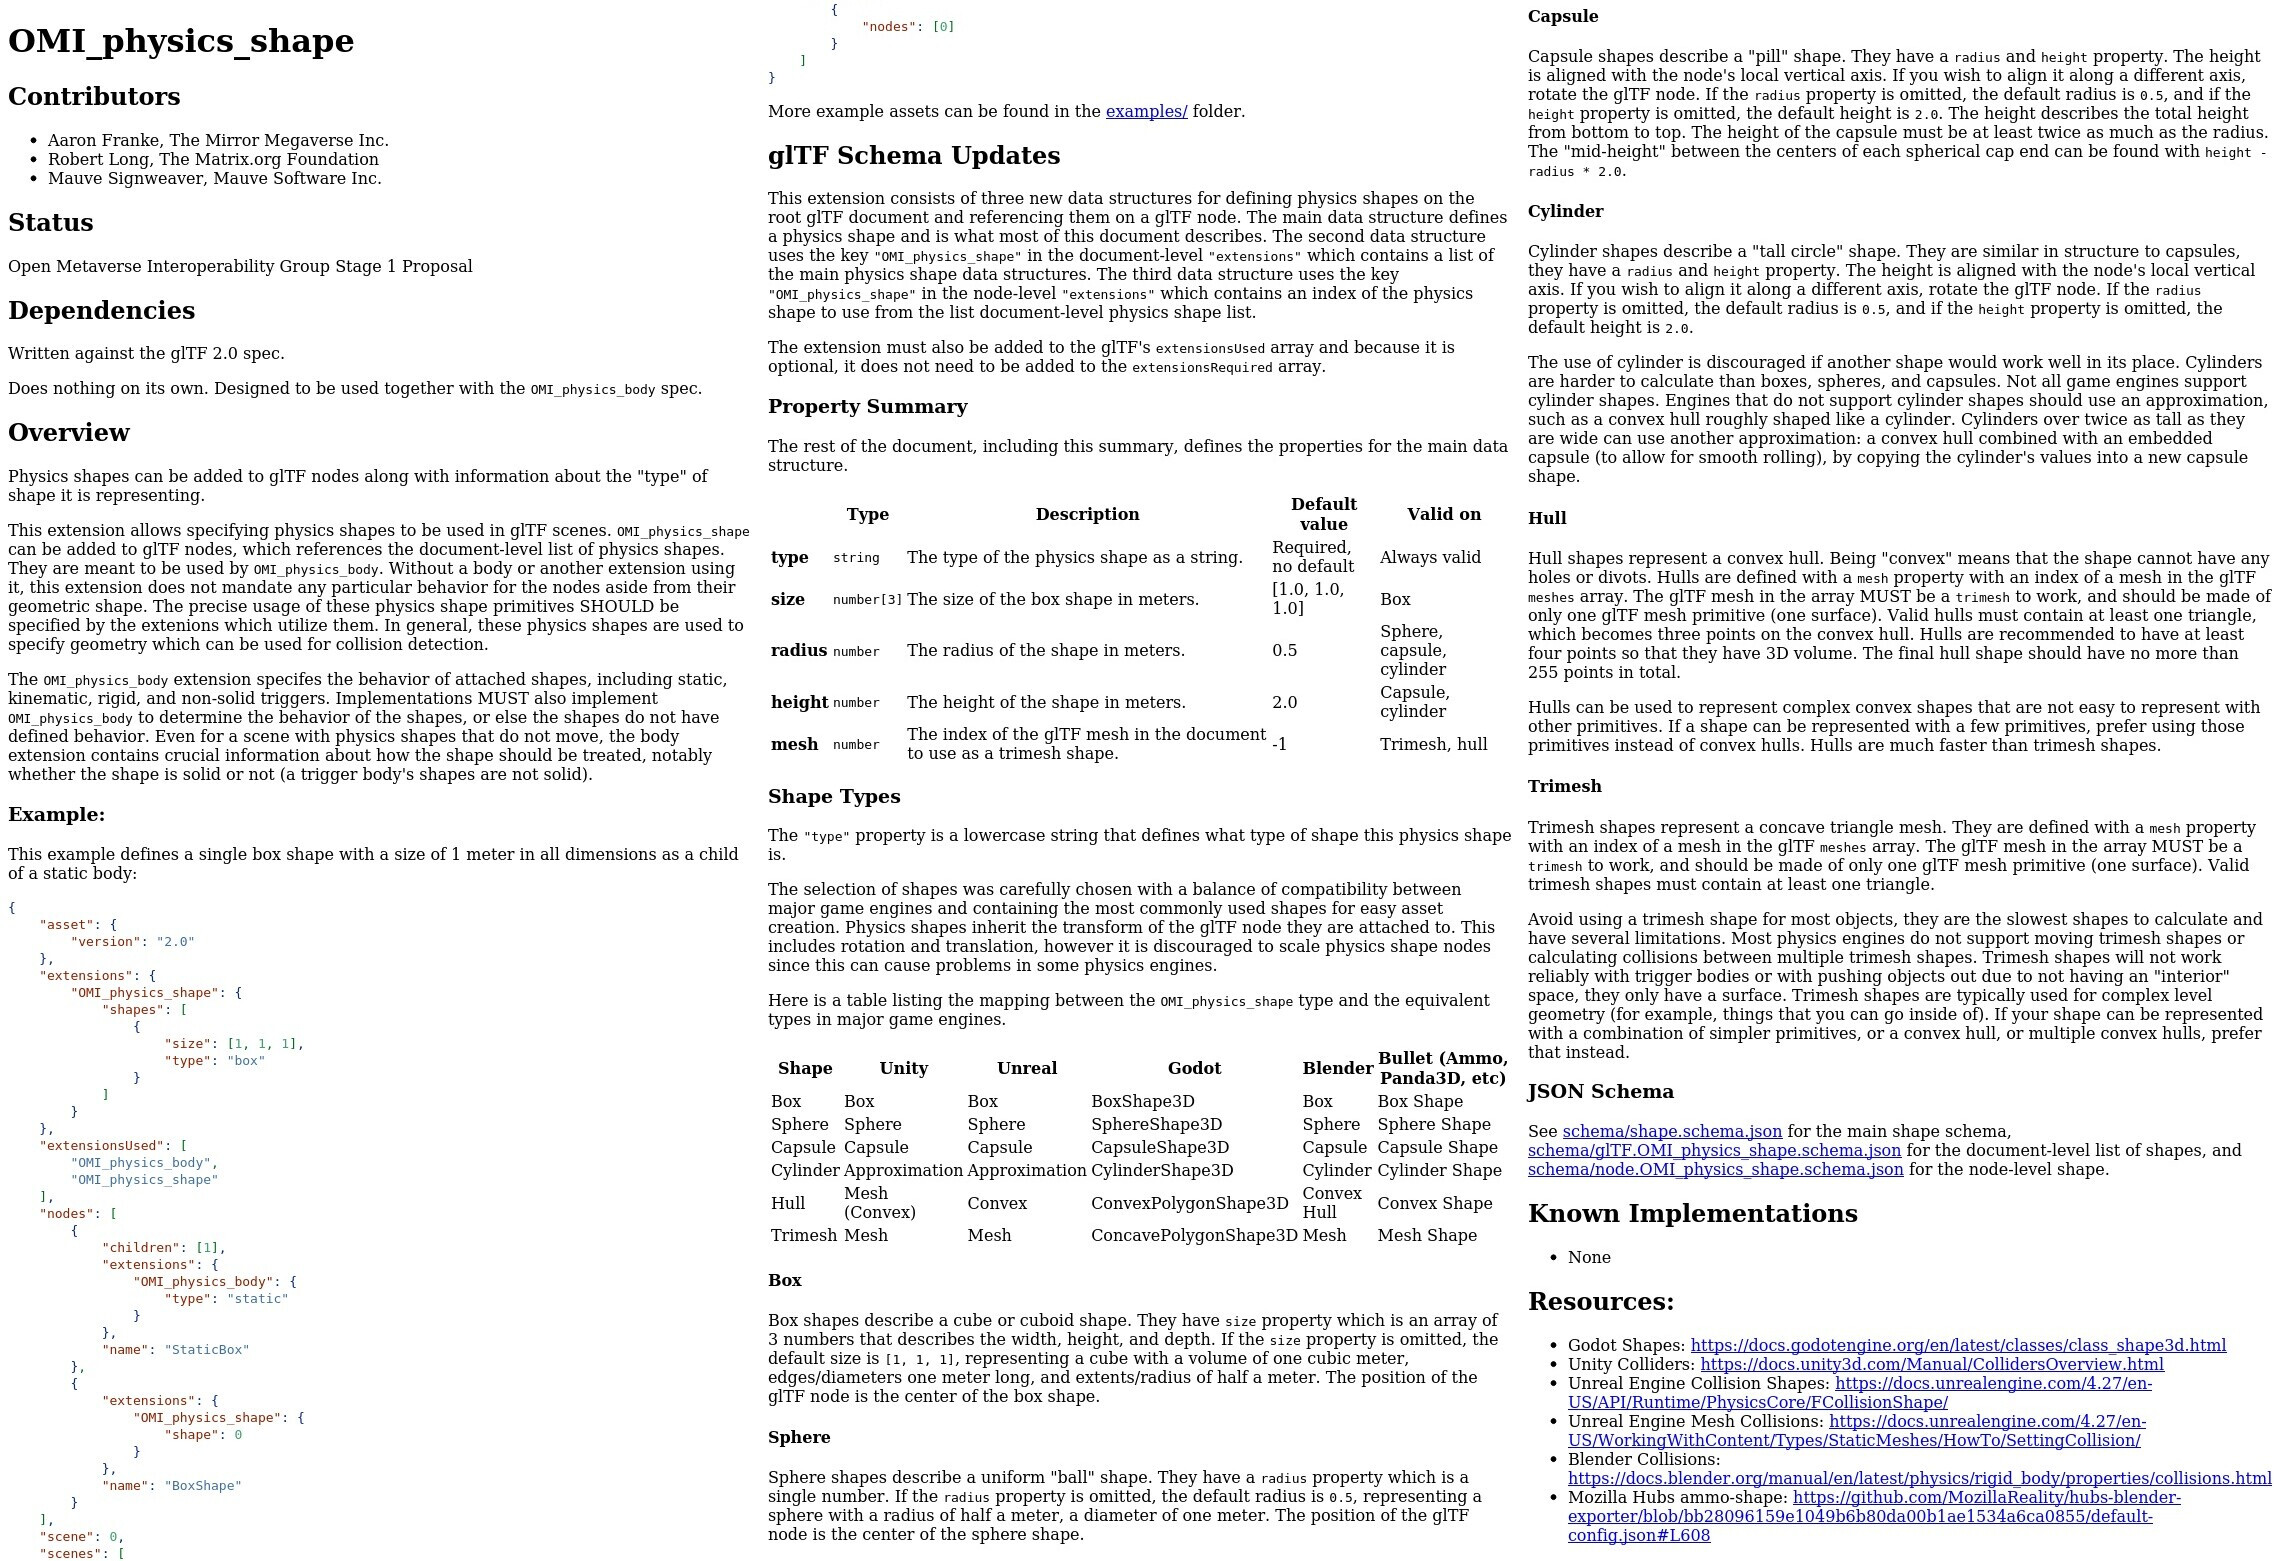 OMI_physics_shape
Contributors
• Aaron Franke, The Mirror Megaverse Inc.
• Robert Long, The Matrix.org Foundation
• Mauve Signweaver, Mauve Software Inc.
Status
Open Metaverse Interoperability Group Stage 1 Proposal
Dependencies
Written against the glTF 2.0 spec.
Does nothing on its own. Designed to be used together with the OMI_physics_body spec.
Overview
Physics shapes can be added to glTF nodes along with information about the "type" of
shape it is representing.
This extension allows specifying physics shapes to be used in glTF scenes. OMI_physics_shape
can be added to glTF nodes, which references the document-level list of physics shapes.
They are meant to be used by OMI_physics_body. Without a body or another extension using
it, this extension does not mandate any particular behavior for the nodes aside from their
geometric shape. The precise usage of these physics shape primitives SHOULD be
specified by the extenions which utilize them. In general, these physics shapes are used to
specify geometry which can be used for collision detection.
The OMI_physics_body extension specifes the behavior of attached shapes, including static,
kinematic, rigid, and non-solid triggers. Implementations MUST also implement
OMI_physics_body to determine the behavior of the shapes, or else the shapes do not have
defined behavior. Even for a scene with physics shapes that do not move, the body
extension contains crucial information about how the shape should be treated, notably
whether the shape is solid or not (a trigger body's shapes are not solid).
Example:
This example defines a single box shape with a size of 1 meter in all dimensions as a child
of a static body:
{
    "asset": {
        "version": "2.0"
    },
    "extensions": {
        "OMI_physics_shape": {
            "shapes": [
                {
                    "size": [1, 1, 1],
                    "type": "box"
                }
            ]
        }
    },
    "extensionsUsed": [
        "OMI_physics_body",
        "OMI_physics_shape"
    ],
    "nodes": [
        {
            "children": [1],
            "extensions": {
                "OMI_physics_body": {
                    "type": "static"
                }
            },
            "name": "StaticBox"
        },
        {
            "extensions": {
                "OMI_physics_shape": {
                    "shape": 0
                }
            },
            "name": "BoxShape"
        }
    ],
    "scene": 0,
    "scenes": [
        {
            "nodes": [0]
        }
    ]
}
More example assets can be found in the examples/ folder.
glTF Schema Updates
This extension consists of three new data structures for defining physics shapes on the
root glTF document and referencing them on a glTF node. The main data structure defines
a physics shape and is what most of this document describes. The second data structure
uses the key "OMI_physics_shape" in the document-level "extensions" which contains a list of
the main physics shape data structures. The third data structure uses the key
"OMI_physics_shape" in the node-level "extensions" which contains an index of the physics
shape to use from the list document-level physics shape list.
The extension must also be added to the glTF's extensionsUsed array and because it is
optional, it does not need to be added to the extensionsRequired array.
Property Summary
The rest of the document, including this summary, defines the properties for the main data
structure.
Type Description Default value Valid on
type string The type of the physics shape as a string. Required, no default Always valid
size number[3] The size of the box shape in meters. [1.0, 1.0, 1.0] Box
radius number The radius of the shape in meters. 0.5 Sphere, capsule, cylinder
height number The height of the shape in meters. 2.0 Capsule, cylinder
mesh number The index of the glTF mesh in the document to use as a trimesh shape. -1 Trimesh, hull
Shape Types
The "type" property is a lowercase string that defines what type of shape this physics shape
is.
The selection of shapes was carefully chosen with a balance of compatibility between
major game engines and containing the most commonly used shapes for easy asset
creation. Physics shapes inherit the transform of the glTF node they are attached to. This
includes rotation and translation, however it is discouraged to scale physics shape nodes
since this can cause problems in some physics engines.
Here is a table listing the mapping between the OMI_physics_shape type and the equivalent
types in major game engines.
Shape Unity Unreal Godot Blender Bullet (Ammo, Panda3D, etc)
Box Box Box BoxShape3D Box Box Shape
Sphere Sphere Sphere SphereShape3D Sphere Sphere Shape
Capsule Capsule Capsule CapsuleShape3D Capsule Capsule Shape
Cylinder Approximation Approximation CylinderShape3D Cylinder Cylinder Shape
Hull Mesh (Convex) Convex ConvexPolygonShape3D Convex Hull Convex Shape
Trimesh Mesh Mesh ConcavePolygonShape3D Mesh Mesh Shape
Box
Box shapes describe a cube or cuboid shape. They have size property which is an array of
3 numbers that describes the width, height, and depth. If the size property is omitted, the
default size is [1, 1, 1], representing a cube with a volume of one cubic meter,
edges/diameters one meter long, and extents/radius of half a meter. The position of the
glTF node is the center of the box shape.
Sphere
Sphere shapes describe a uniform "ball" shape. They have a radius property which is a
single number. If the radius property is omitted, the default radius is 0.5, representing a
sphere with a radius of half a meter, a diameter of one meter. The position of the glTF
node is the center of the sphere shape.
Capsule
Capsule shapes describe a "pill" shape. They have a radius and height property. The height
is aligned with the node's local vertical axis. If you wish to align it along a different axis,
rotate the glTF node. If the radius property is omitted, the default radius is 0.5, and if the
height property is omitted, the default height is 2.0. The height describes the total height
from bottom to top. The height of the capsule must be at least twice as much as the radius.
The "mid-height" between the centers of each spherical cap end can be found with height -
radius * 2.0.
Cylinder
Cylinder shapes describe a "tall circle" shape. They are similar in structure to capsules,
they have a radius and height property. The height is aligned with the node's local vertical
axis. If you wish to align it along a different axis, rotate the glTF node. If the radius
property is omitted, the default radius is 0.5, and if the height property is omitted, the
default height is 2.0.
The use of cylinder is discouraged if another shape would work well in its place. Cylinders
are harder to calculate than boxes, spheres, and capsules. Not all game engines support
cylinder shapes. Engines that do not support cylinder shapes should use an approximation,
such as a convex hull roughly shaped like a cylinder. Cylinders over twice as tall as they
are wide can use another approximation: a convex hull combined with an embedded
capsule (to allow for smooth rolling), by copying the cylinder's values into a new capsule
shape.
Hull
Hull shapes represent a convex hull. Being "convex" means that the shape cannot have any
holes or divots. Hulls are defined with a mesh property with an index of a mesh in the glTF
meshes array. The glTF mesh in the array MUST be a trimesh to work, and should be made of
only one glTF mesh primitive (one surface). Valid hulls must contain at least one triangle,
which becomes three points on the convex hull. Hulls are recommended to have at least
four points so that they have 3D volume. The final hull shape should have no more than
255 points in total.
Hulls can be used to represent complex convex shapes that are not easy to represent with
other primitives. If a shape can be represented with a few primitives, prefer using those
primitives instead of convex hulls. Hulls are much faster than trimesh shapes.
Trimesh
Trimesh shapes represent a concave triangle mesh. They are defined with a mesh property
with an index of a mesh in the glTF meshes array. The glTF mesh in the array MUST be a
trimesh to work, and should be made of only one glTF mesh primitive (one surface). Valid
trimesh shapes must contain at least one triangle.
Avoid using a trimesh shape for most objects, they are the slowest shapes to calculate and
have several limitations. Most physics engines do not support moving trimesh shapes or
calculating collisions between multiple trimesh shapes. Trimesh shapes will not work
reliably with trigger bodies or with pushing objects out due to not having an "interior"
space, they only have a surface. Trimesh shapes are typically used for complex level
geometry (for example, things that you can go inside of). If your shape can be represented
with a combination of simpler primitives, or a convex hull, or multiple convex hulls, prefer
that instead.
JSON Schema
See schema/shape.schema.json for the main shape schema,
schema/glTF.OMI_physics_shape.schema.json for the document-level list of shapes, and
schema/node.OMI_physics_shape.schema.json for the node-level shape.
Known Implementations
• None
Resources:
• Godot Shapes: https://docs.godotengine.org/en/latest/classes/class_shape3d.html
• Unity Colliders: https://docs.unity3d.com/Manual/CollidersOverview.html
• Unreal Engine Collision Shapes: https://docs.unrealengine.com/4.27/en-
US/API/Runtime/PhysicsCore/FCollisionShape/
• Unreal Engine Mesh Collisions: https://docs.unrealengine.com/4.27/en-
US/WorkingWithContent/Types/StaticMeshes/HowTo/SettingCollision/
• Blender Collisions:
https://docs.blender.org/manual/en/latest/physics/rigid_body/properties/collisions.html
• Mozilla Hubs ammo-shape: https://github.com/MozillaReality/hubs-blender-
exporter/blob/bb28096159e1049b6b80da00b1ae1534a6ca0855/default-
config.json#L608